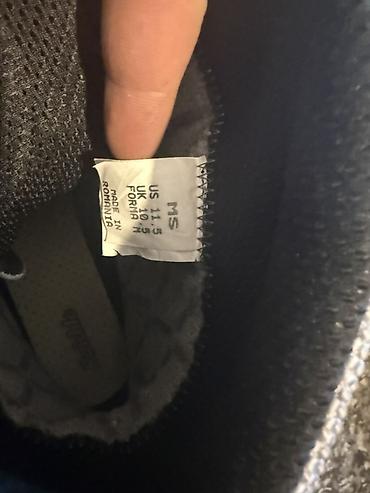 MS
US 11.5
UK 10.5
FORMA M
MADE IN
ROMANIA